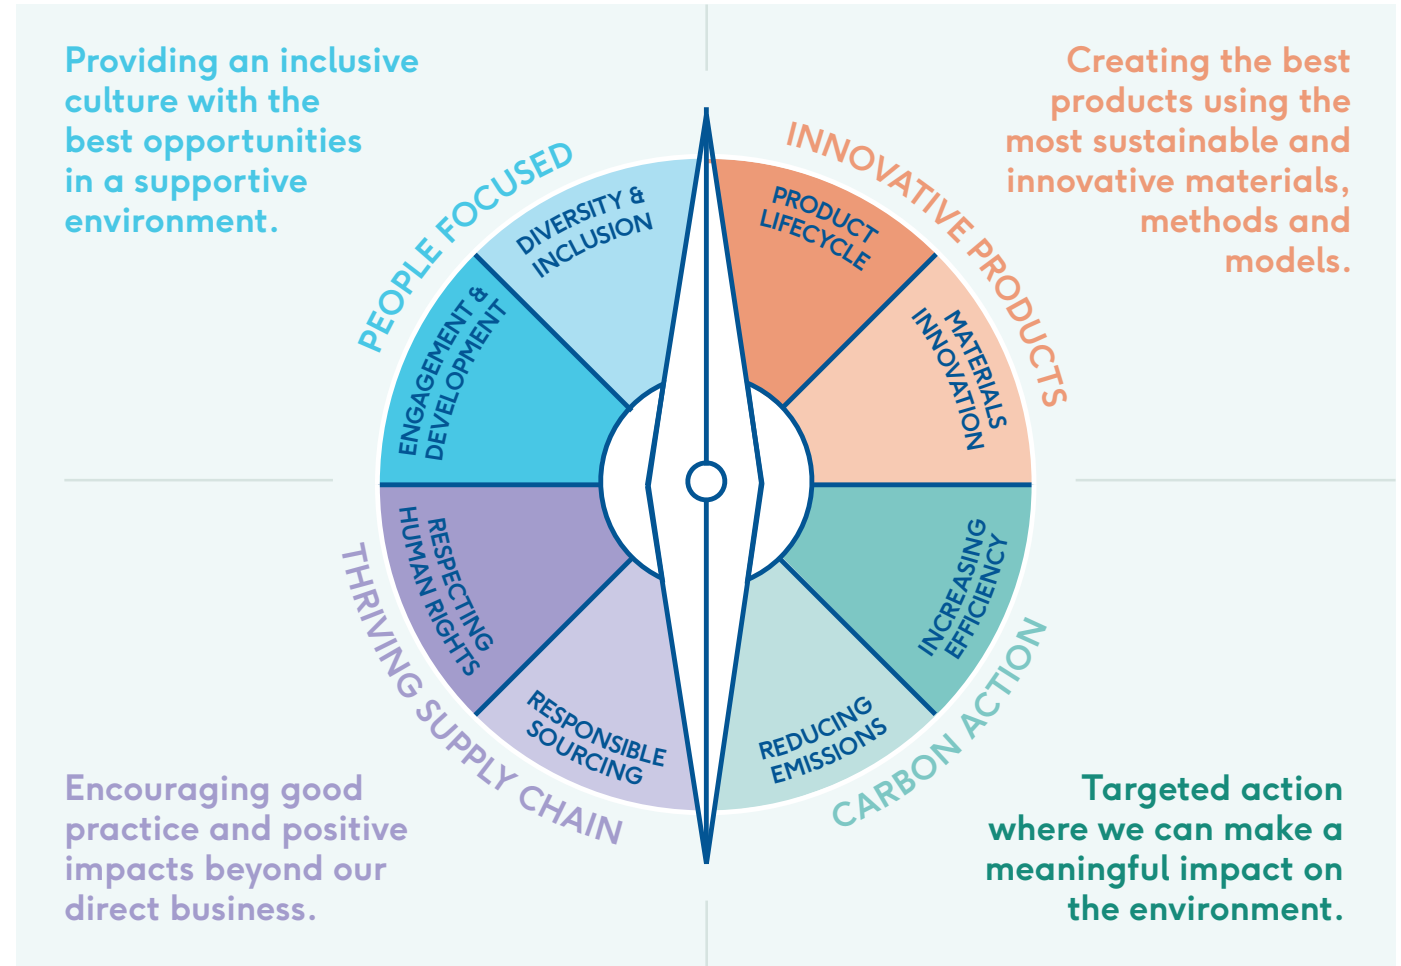 Providing an inclusive
culture with the
best opportunities
in a supportive
environment.
PEOPLE FOCUSED
DIVERSITY &
INCLUSION
ENGAGEMENT &
DEVELOPMENT
Creating the best
products using the
most sustainable and
innovative materials,
methods and
models.
INNOVATIVE PRODUCTS
PRODUCT
LIFECYCLE
MATERIALS
INNOVATION
THRIVING SUPPLY CHAIN
RESPECTING
HUMAN RIGHTS
RESPONSIBLE
SOURCING
Encouraging good
practice and positive
impacts beyond our
direct business.
CARBON ACTION
INCREASING
EFFICIENCY
REDUCING
EMISSIONS
Targeted action
where we can make a
meaningful impact on
the environment.